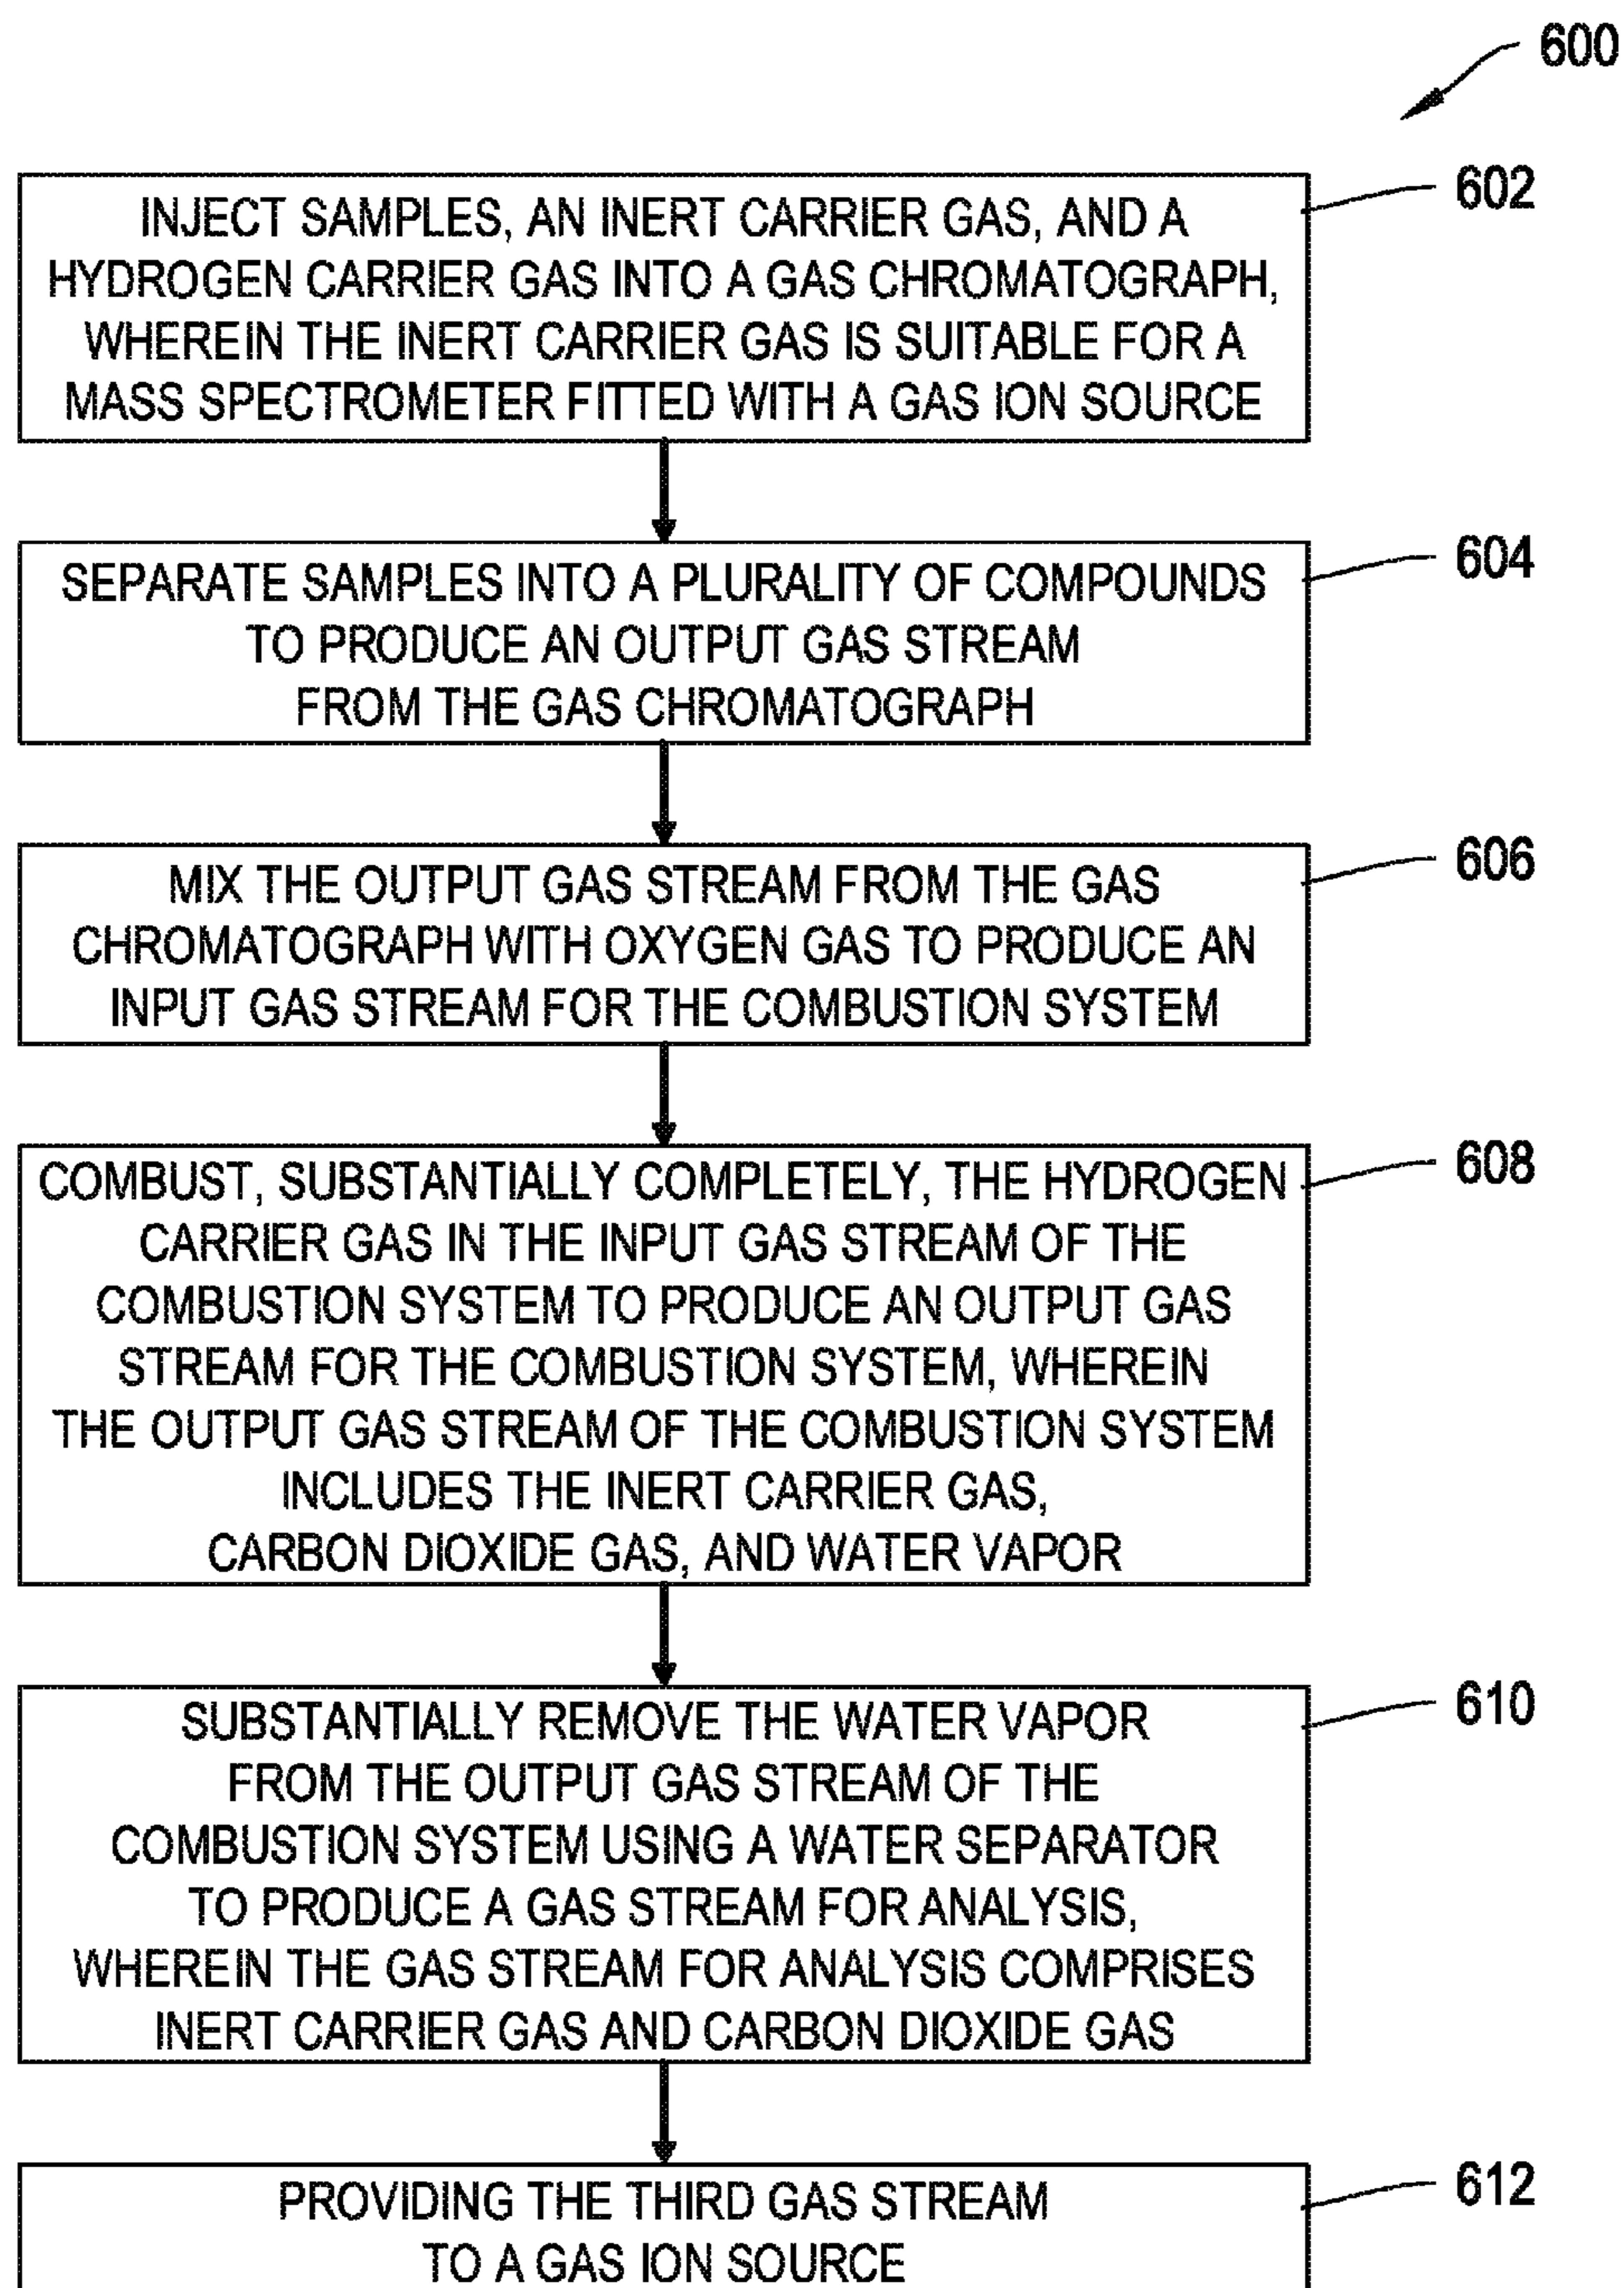 600
602
INJECT SAMPLES, AN INERT CARRIER GAS, AND A
HYDROGEN CARRIER GAS INTO A GAS CHROMATOGRAPH,
WHEREIN THE INERT CARRIER GAS IS SUITABLE FOR A
MASS SPECTROMETER FITTED WITH A GAS ION SOURCE
604
SEPARATE SAMPLES INTO A PLURALITY OF COMPOUNDS
TO PRODUCE AN OUTPUT GAS STREAM
FROM THE GAS CHROMATOGRAPH
606
MIX THE OUTPUT GAS STREAM FROM THE GAS
CHROMATOGRAPH WITH OXYGEN GAS TO PRODUCE AN
INPUT GAS STREAM FOR THE COMBUSTION SYSTEM
608
COMBUST, SUBSTANTIALLY COMPLETELY, THE HYDROGEN
CARRIER GAS IN THE INPUT GAS STREAM OF THE
COMBUSTION SYSTEM TO PRODUCE AN OUTPUT GAS
STREAM FOR THE COMBUSTION SYSTEM, WHEREIN
THE OUTPUT GAS STREAM OF THE COMBUSTION SYSTEM
INCLUDES THE INERT CARRIER GAS,
CARBON DIOXIDE GAS, AND WATER VAPOR
610
SUBSTANTIALLY REMOVE THE WATER VAPOR
FROM THE OUTPUT GAS STREAM OF THE
COMBUSTION SYSTEM USING A WATER SEPARATOR
TO PRODUCE A GAS STREAM FOR ANALYSIS,
WHEREIN THE GAS STREAM FOR ANALYSIS COMPRISES
INERT CARRIER GAS AND CARBON DIOXIDE GAS
612
PROVIDING THE THIRD GAS STREAM
TO A GAS ION SOURCE